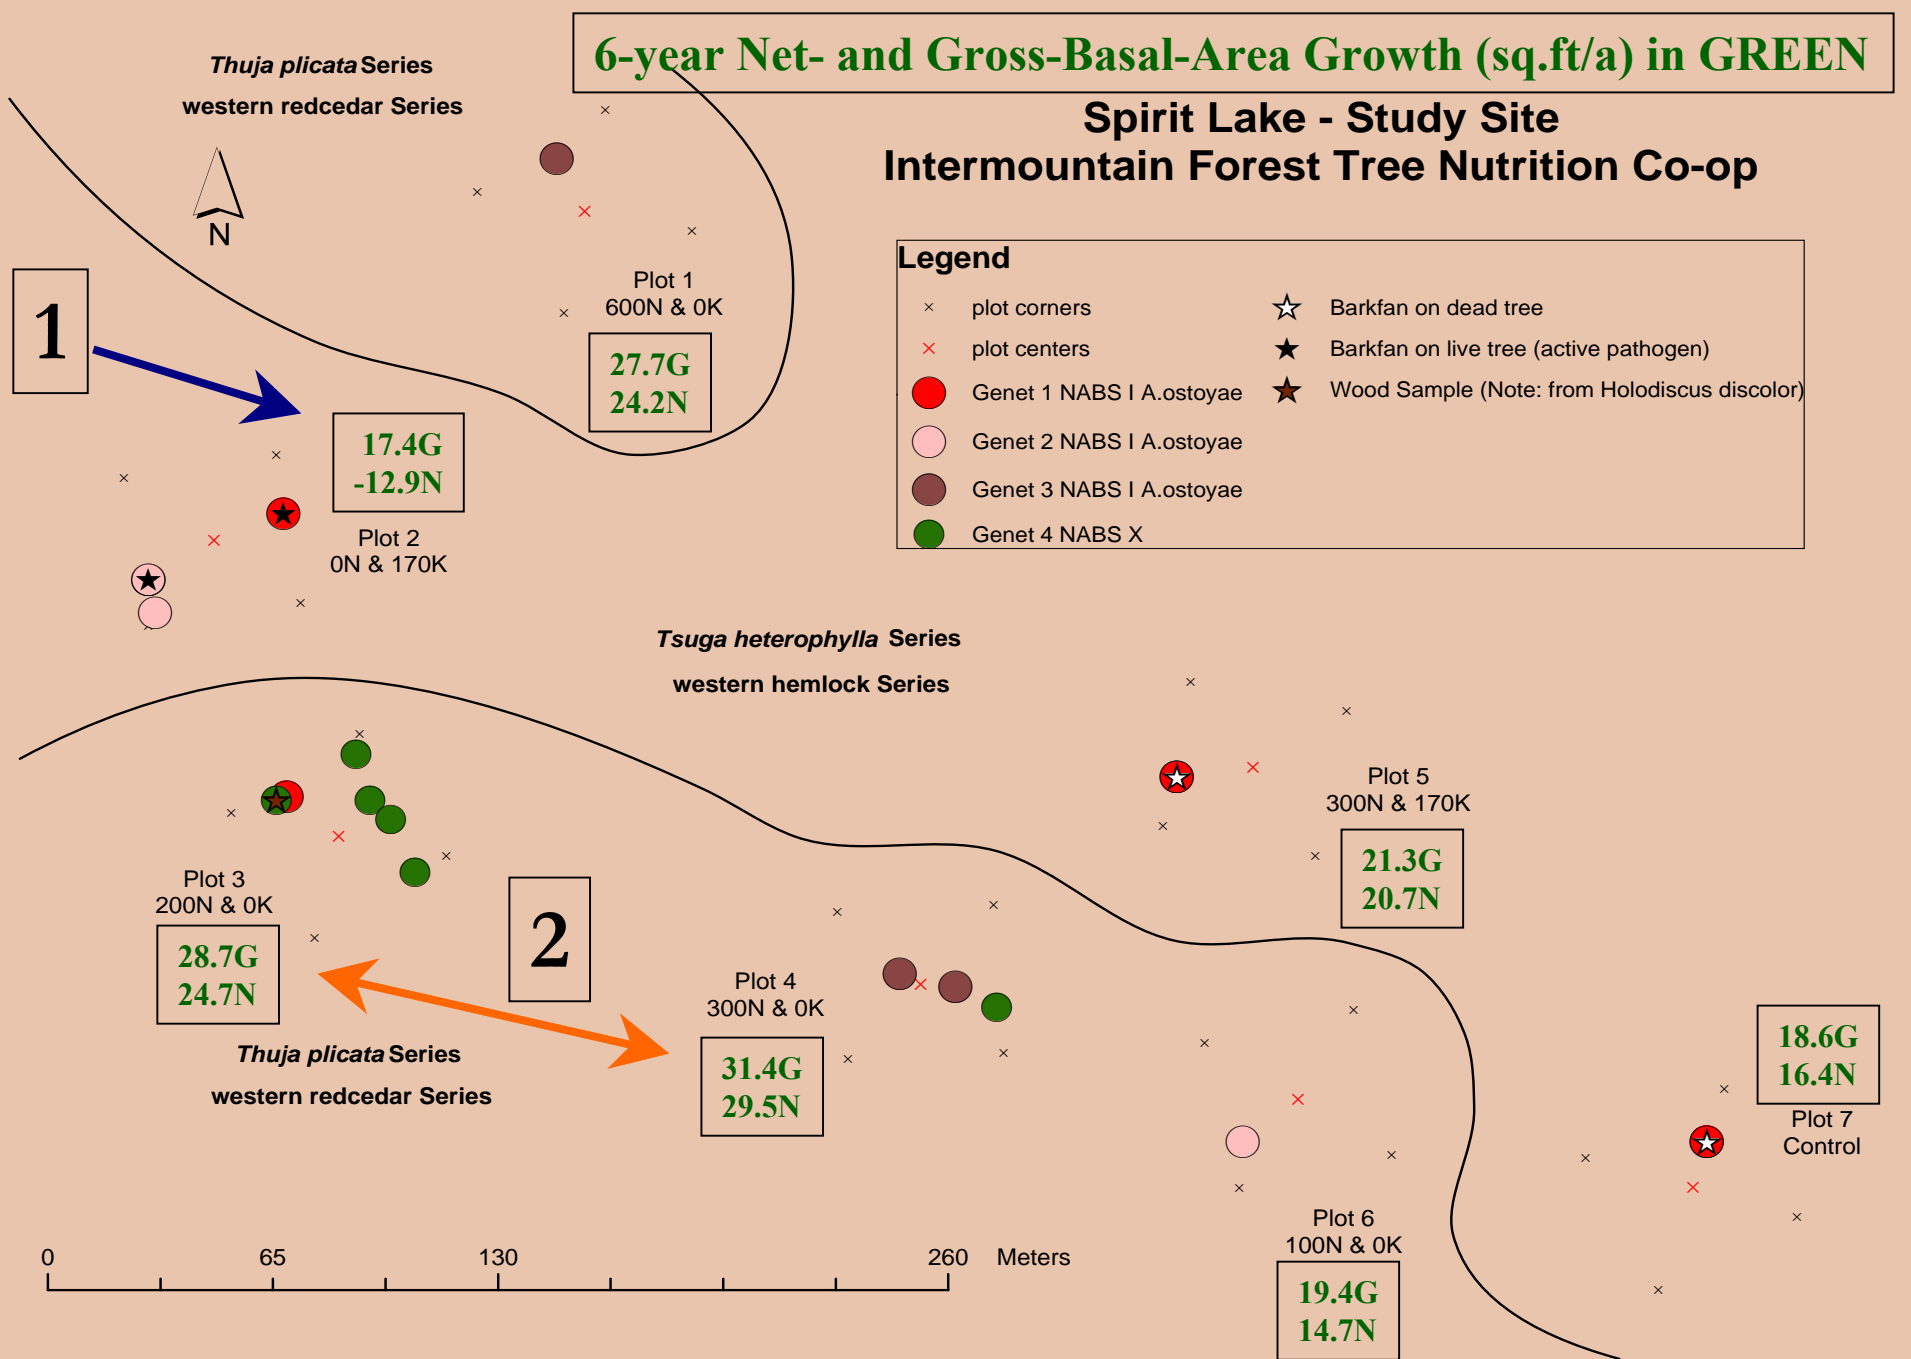 6-year Net- and Gross-Basal-Area Growth (sq.ft/a) in GREEN
Spirit Lake - Study Site
Intermountain Forest Tree Nutrition Co-op
Thuja plicata Series
western redcedar Series
N
Legend
plot corners
plot centers
Genet 1 NABS I A.ostoyae
Genet 2 NABS I A.ostoyae
Genet 3 NABS I A.ostoyae
Genet 4 NABS X
Barkfan on dead tree
Barkfan on live tree (active pathogen)
Wood Sample (Note: from Holodiscus discolor)
1
Plot 1
600N & 0K
27.7G
24.2N
17.4G
-12.9N
Plot 2
0N & 170K
Tsuga heterophylla Series
western hemlock Series
Plot 5
300N & 170K
21.3G
20.7N
Plot 3
200N & 0K
28.7G
24.7N
2
Plot 4
300N & 0K
31.4G
29.5N
Thuja plicata Series
western redcedar Series
18.6G
16.4N
Plot 7
Control
Plot 6
100N & 0K
19.4G
14.7N
0 65 130 260 Meters